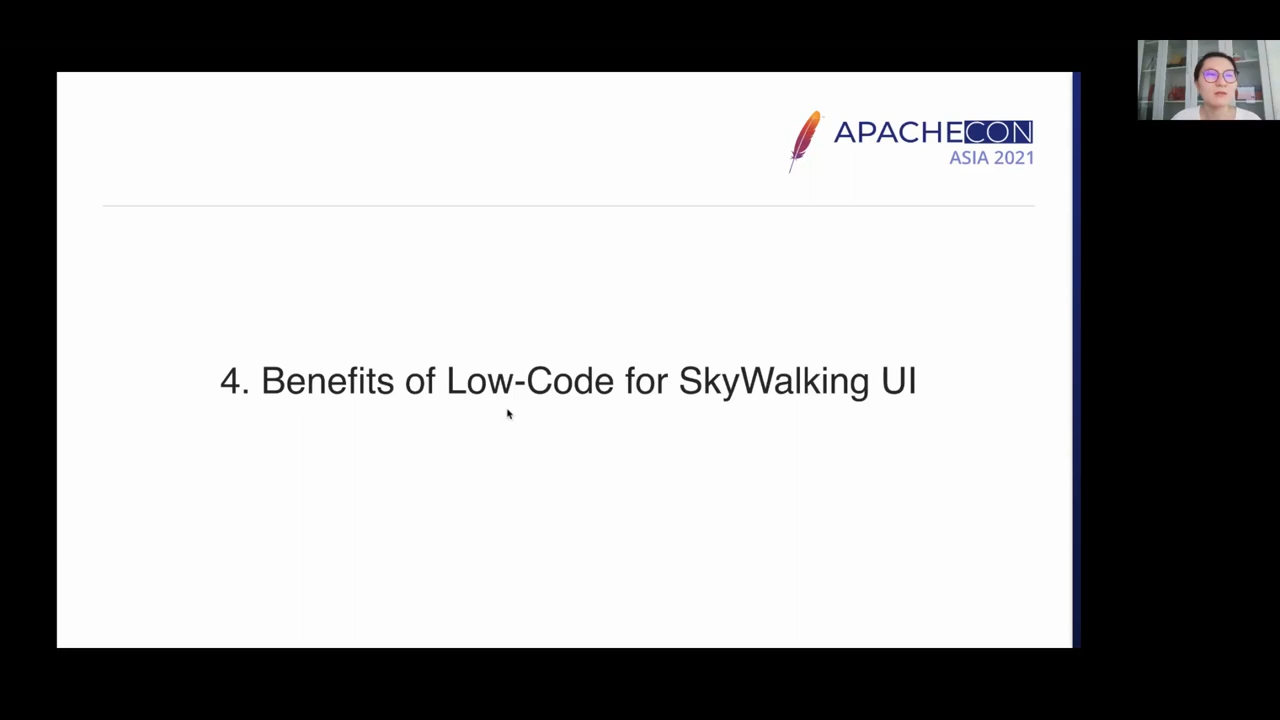 APACHECON
ASIA 2021
4. Benefits of Low-Code for SkyWalking UI